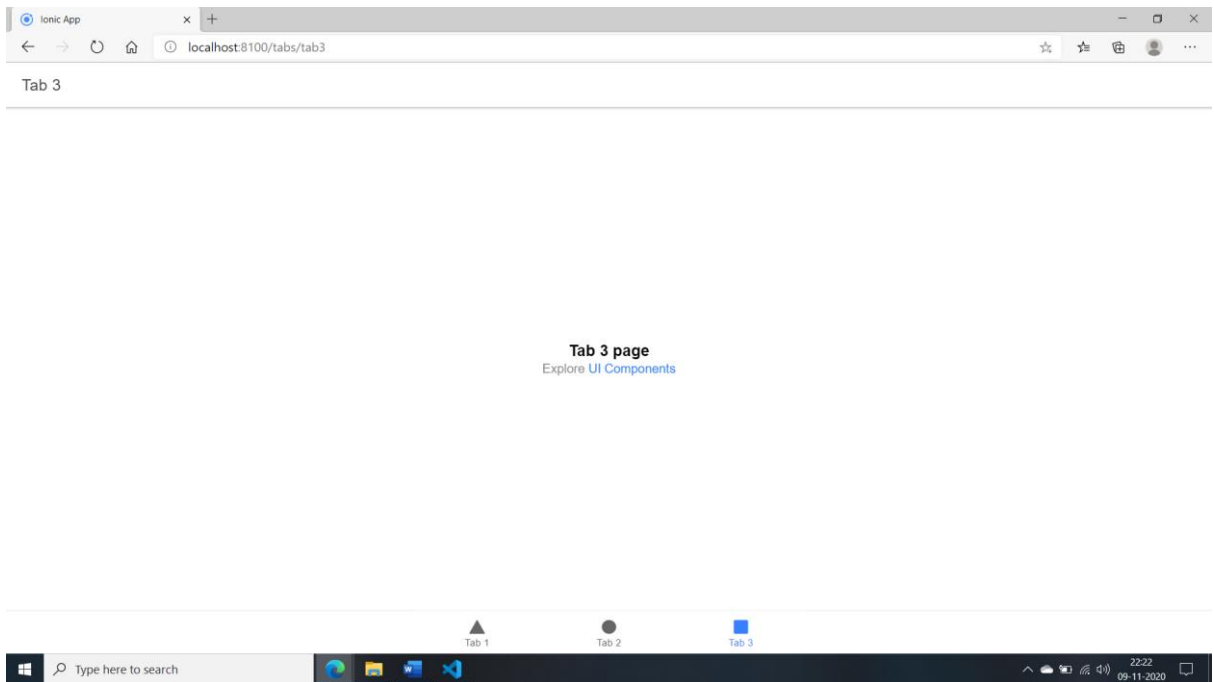 Ionic App
localhost:8100/tabs/tab3
Tab 3
Tab 3 page
Explore UI Components
Tab 1 Tab 2 Tab 3
Type here to search
22:22
09-11-2020